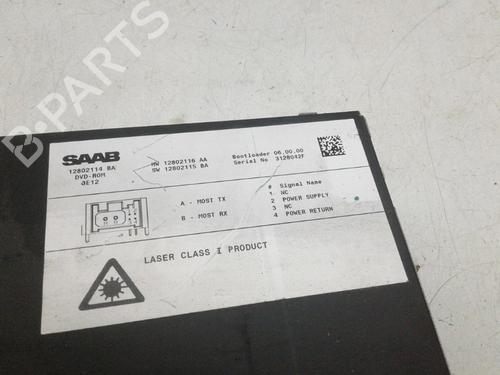 B-PARTS
SAAB
12802114 BA
DVD-ROM
GE12
HW 12802116 AA
SW 12802115 BA
Bootloader 06.00.00
Serial No 3128042F
A - MOST TX
B - MOST RX
# Signal Name
1 NC
2 POWER SUPPLY
3 NC
4 POWER RETURN
LASER CLASS I PRODUCT